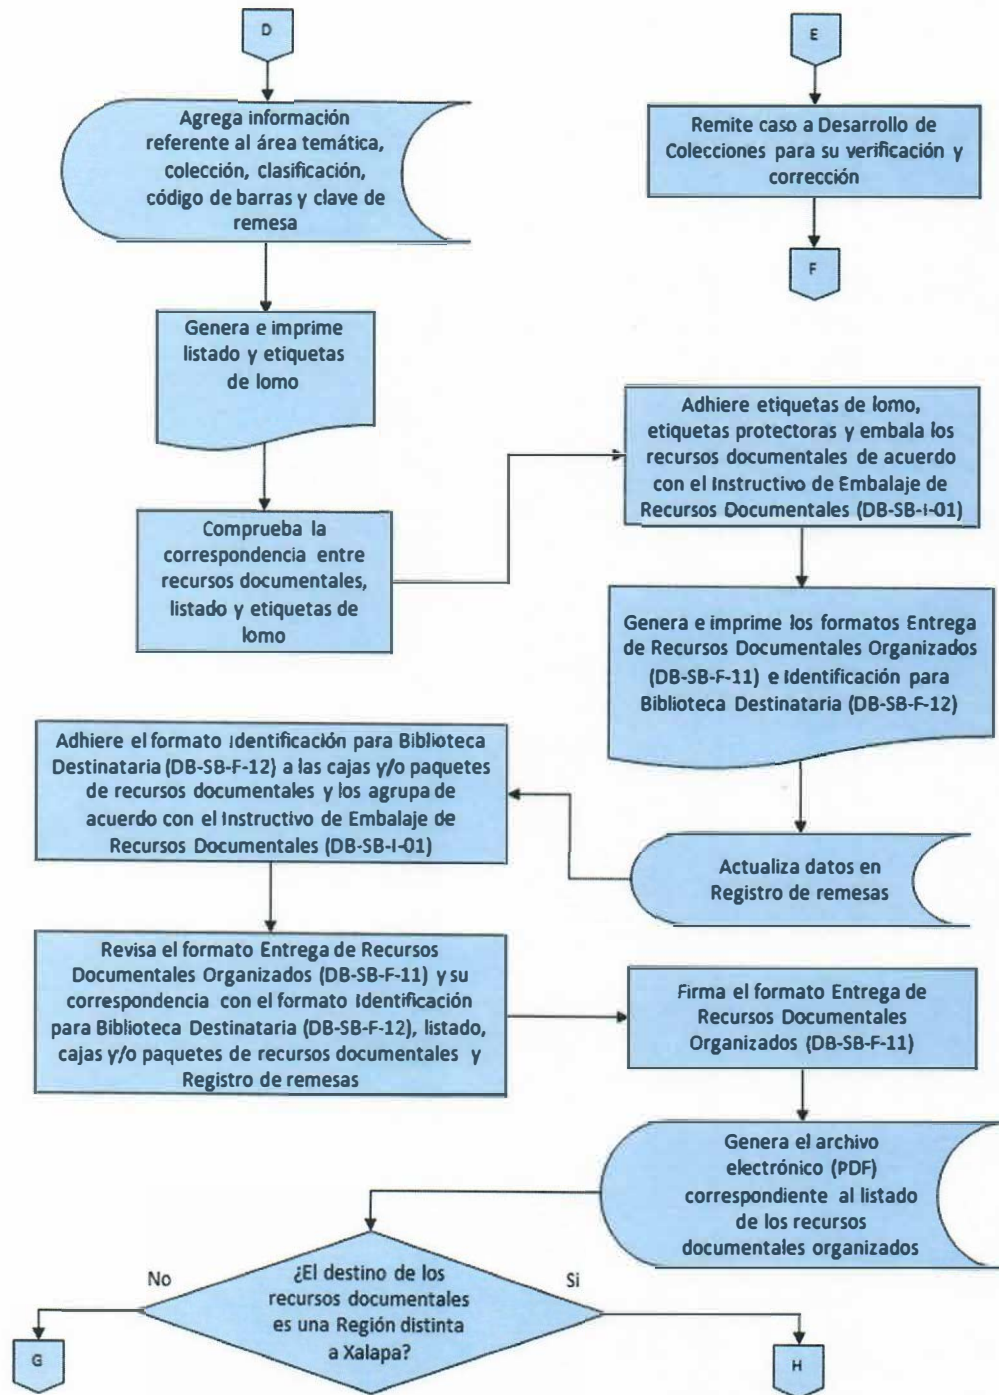 D
Agrega información
referente al área temática,
colección, clasificación,
código de barras y clave de
remesa
Genera e imprime
listado y etiquetas
de lomo
Comprueba la
correspondencia entre
recursos documentales,
listado y etiquetas de
lomo
E
Remite caso a Desarrollo de
Colecciones para su verificación y
corrección
F
Adhiere etiquetas de lomo,
etiquetas protectoras y embala los
recursos documentales de acuerdo
con el Instructivo de Embalaje de
Recursos Documentales (DB-SB-I-01)
Genera e imprime los formatos Entrega
de Recursos Documentales Organizados
(DB-SB-F-11) e Identificación para
Biblioteca Destinataria (DB-SB-F-12)
Actualiza datos en
Registro de remesas
Adhiere el formato Identificación para Biblioteca
Destinataria (DB-SB-F-12) a las cajas y/o paquetes
de recursos documentales y los agrupa de
acuerdo con el Instructivo de Embalaje de
Recursos Documentales (DB-SB-I-01)
Revisa el formato Entrega de Recursos
Documentales Organizados (DB-SB-F-11) y su
correspondencia con el formato Identificación
para Biblioteca Destinataria (DB-SB-F-12), listado,
cajas y/o paquetes de recursos documentales y
Registro de remesas
Firma el formato Entrega de
Recursos Documentales
Organizados (DB-SB-F-11)
Genera el archivo
electrónico (PDF)
correspondiente al listado
de los recursos
documentales organizados
¿El destino de los
recursos documentales
es una Región distinta
a Xalapa?
No
Si
G
H